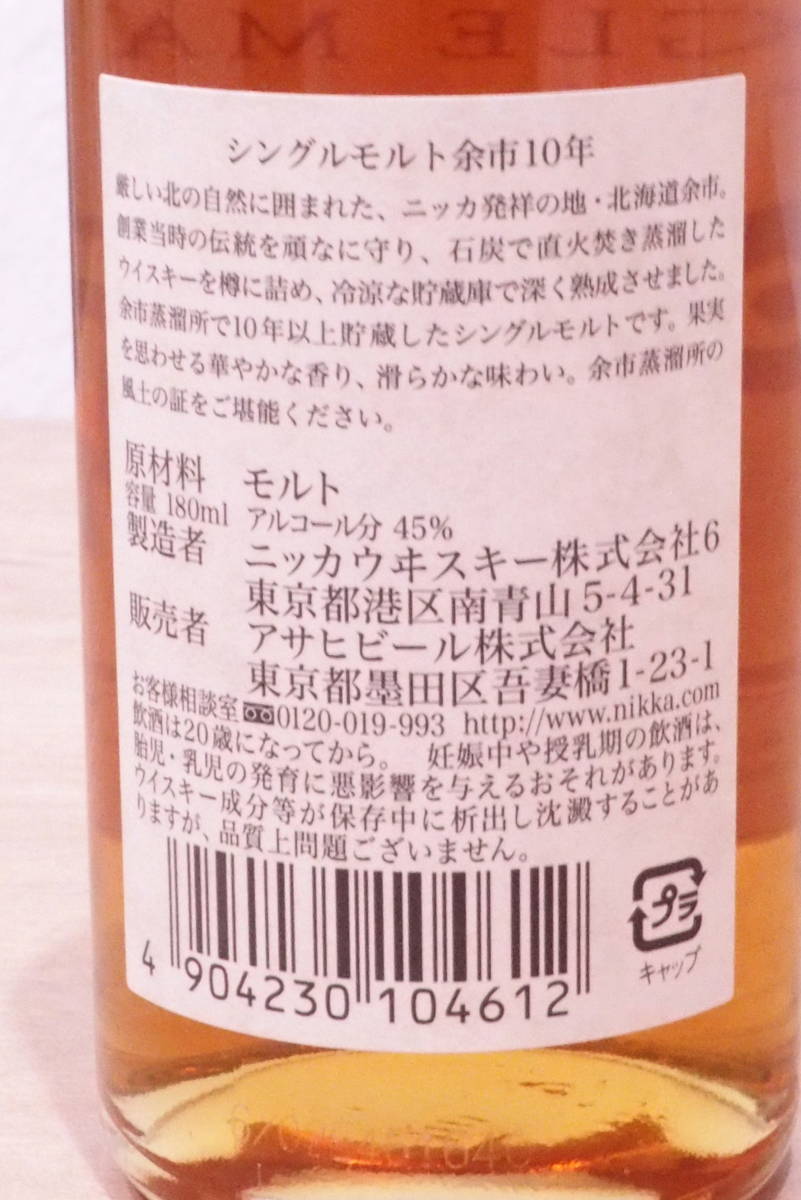 シングルモルト余市10年
厳しい北の自然に囲まれた、ニッカ発祥の地・北海道余市。
創業当時の伝統を頑なに守り、石炭で直火焚き蒸溜した
ウイスキーを樽に詰め、冷涼な貯蔵庫で深く熟成させました。
余市蒸溜所で10年以上貯蔵したシングルモルトです。果実
を思わせる華やかな香り、滑らかな味わい。余市蒸溜所の
風土の証をご堪能ください。
原材料 モルト
容量 180ml アルコール分 45%
製造者 ニッカウヰスキー株式会社6
東京都港区南青山5-4-31
販売者 アサヒビール株式会社
東京都墨田区吾妻橋1-23-1
お客様相談室 0120-019-993 http://www.nikka.com
飲酒は20歳になってから。 妊娠中や授乳期の飲酒は、
胎児・乳児の発育に悪影響を与えるおそれがあります。
ウイスキー成分等が保存中に析出し沈澱することがあ
りますが、品質上問題ございません。
プラ
キャップ
4 904230 104612